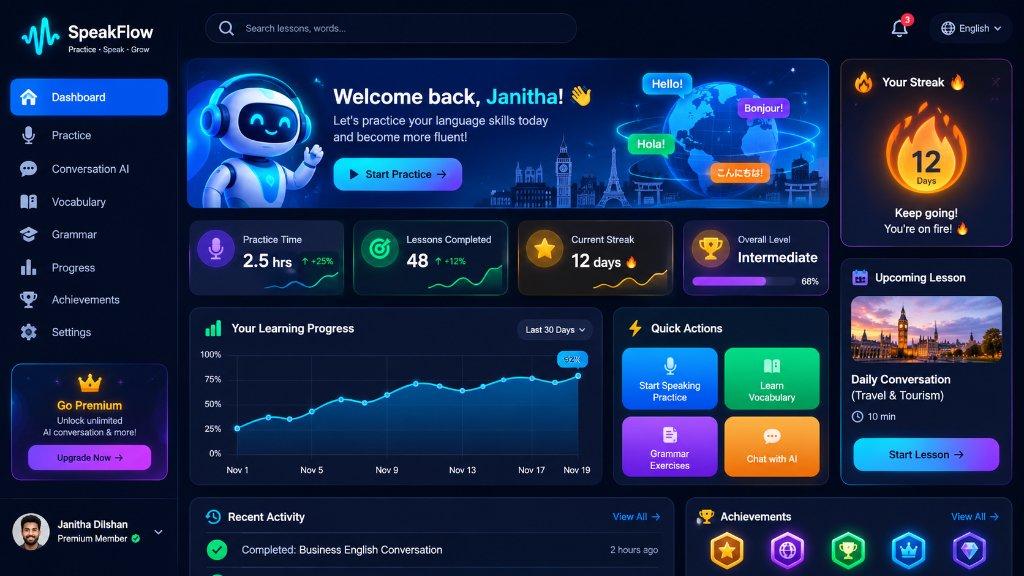 SpeakFlow
Practice • Speak • Grow
Search lessons, words...
3
English
Dashboard
Practice
Conversation AI
Vocabulary
Grammar
Progress
Achievements
Settings
Go Premium
Unlock unlimited
AI conversation & more!
Upgrade Now →
Janitha Dilshan
Premium Member
Welcome back, Janitha! 👋
Let's practice your language skills today
and become more fluent!
Start Practice →
Hello!
Bonjour!
Hola!
こんにちは!
Practice Time
2.5 hrs ↑ +25%
Lessons Completed
48 ↑ +12%
Current Streak
12 days 🔥
Overall Level
Intermediate
68%
Your Learning Progress
Last 30 Days
100%
75%
50%
25%
0%
Nov 1
Nov 5
Nov 9
Nov 13
Nov 17
Nov 19
Quick Actions
Start Speaking
Practice
Learn
Vocabulary
Grammar
Exercises
Chat with AI
Your Streak 🔥
12
Days
Keep going!
You're on fire! 🔥
Upcoming Lesson
Daily Conversation
(Travel & Tourism)
10 min
Start Lesson →
Recent Activity
View All →
Completed: Business English Conversation
2 hours ago
Achievements
View All →